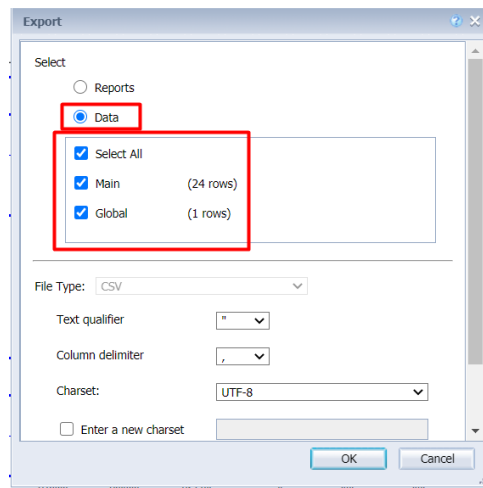 Export
Select
Reports
Data
Select All
Main (24 rows)
Global (1 rows)
File Type: CSV
Text qualifier "
Column delimiter ,
Charset: UTF-8
Enter a new charset
OK Cancel